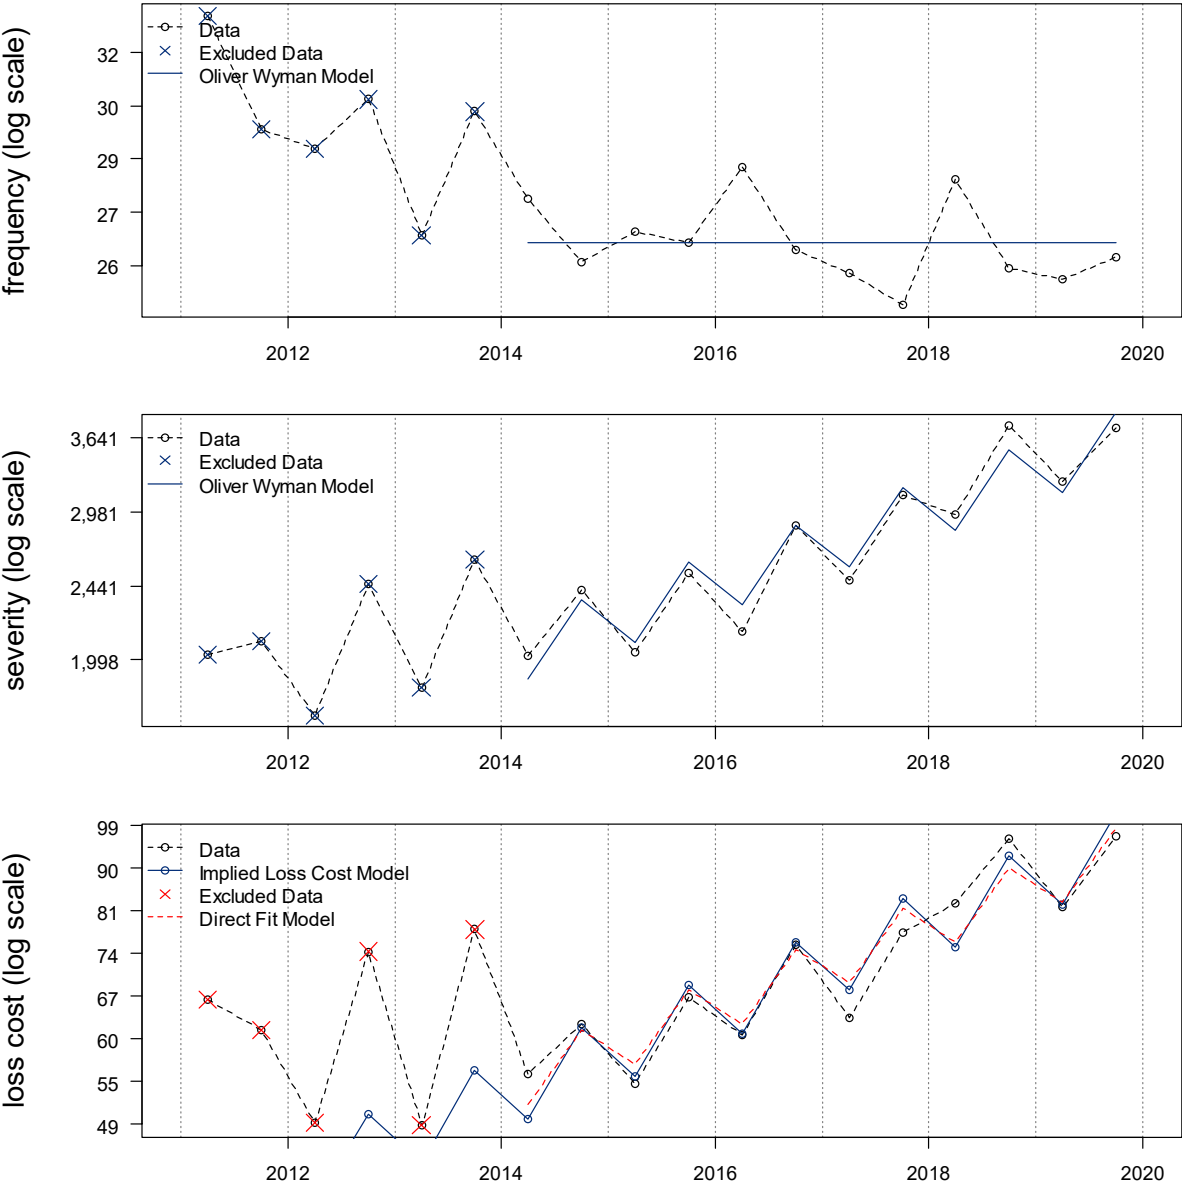 frequency (log scale)
32
30
29
27
26
Data
Excluded Data
Oliver Wyman Model
2012
2014
2016
2018
2020
severity (log scale)
3,641
2,981
2,441
1,998
Data
Excluded Data
Oliver Wyman Model
2012
2014
2016
2018
2020
loss cost (log scale)
99
90
81
74
67
60
55
49
Data
Implied Loss Cost Model
Excluded Data
Direct Fit Model
2012
2014
2016
2018
2020